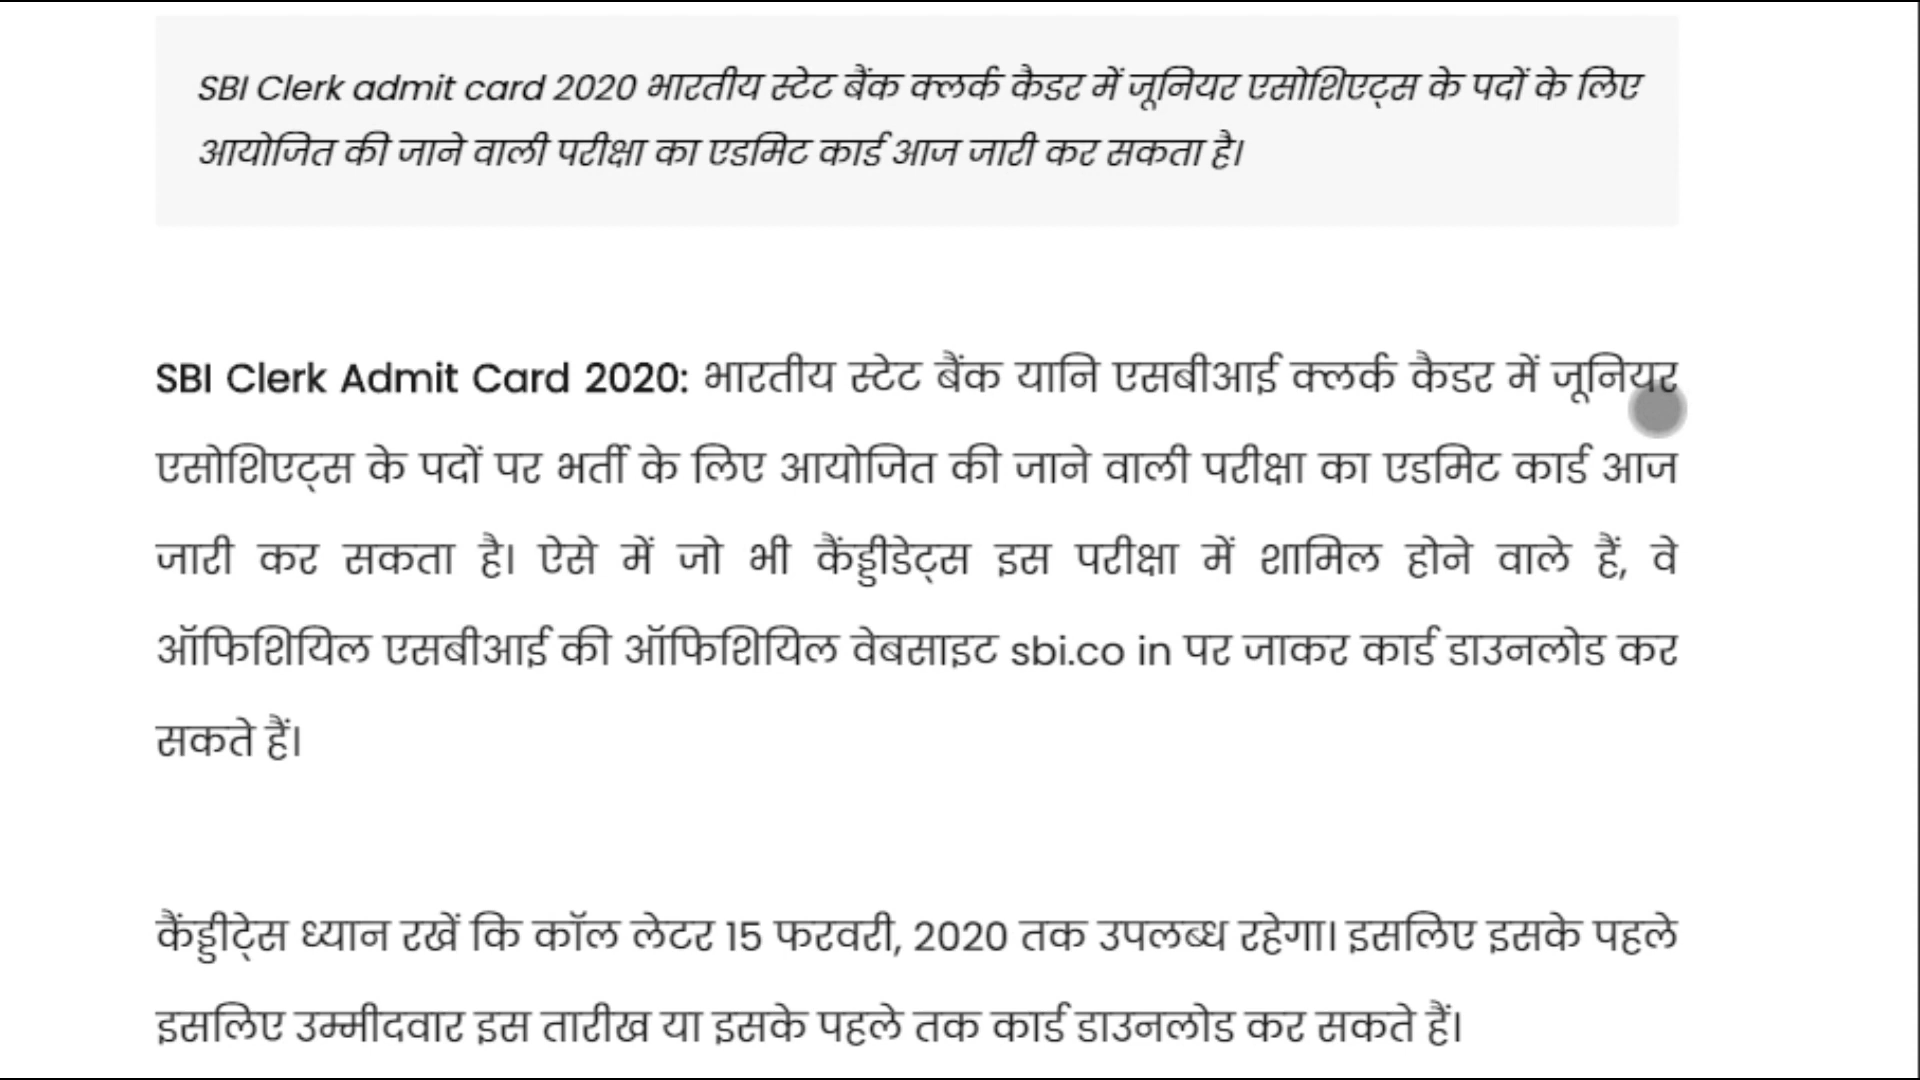 SBI Clerk admit card 2020 भारतीय स्टेट बैंक क्लर्क कैडर में जूनियर एसोशिएट्स के पदों के लिए
आयोजित की जाने वाली परीक्षा का एडमिट कार्ड आज जारी कर सकता है।
SBI Clerk Admit Card 2020: भारतीय स्टेट बैंक यानि एसबीआई क्लर्क कैडर में जूनियर
एसोशिएट्स के पदों पर भर्ती के लिए आयोजित की जाने वाली परीक्षा का एडमिट कार्ड आज
जारी कर सकता है। ऐसे में जो भी कैंड्डीडेट्स इस परीक्षा में शामिल होने वाले हैं, वे
ऑफिशियिल एसबीआई की ऑफिशियिल वेबसाइट sbi.co in पर जाकर कार्ड डाउनलोड कर
सकते हैं।
कैंड्डीटे्स ध्यान रखें कि कॉल लेटर 15 फरवरी, 2020 तक उपलब्ध रहेगा। इसलिए इसके पहले
इसलिए उम्मीदवार इस तारीख या इसके पहले तक कार्ड डाउनलोड कर सकते हैं।